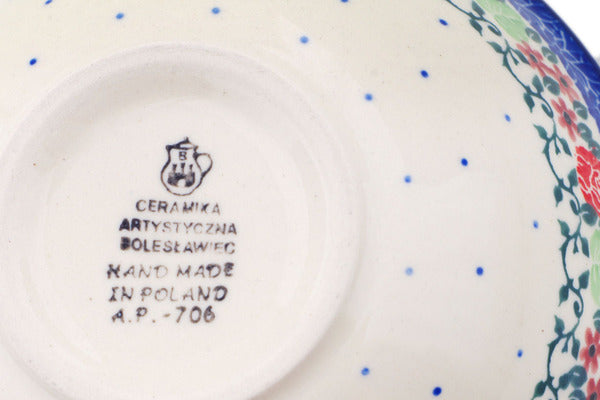 B
CERAMIKA
ARTYSTYCZNA
BOLESŁAWIEC
HAND MADE
IN POLAND
A.P.-706